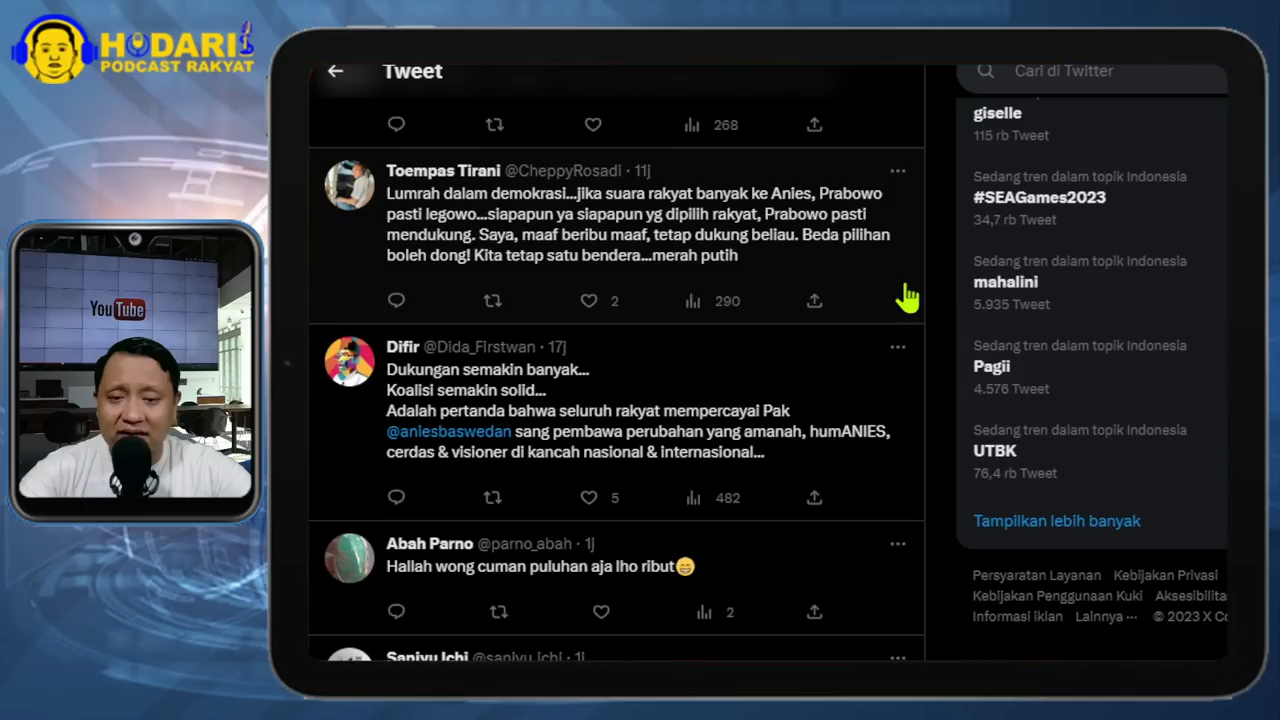 HODARI
PODCAST RAKYAT
YouTube
Tweet
268
Toempas Tirani @CheppyRosadi · 11j
Lumrah dalam demokrasi...jika suara rakyat banyak ke Anies, Prabowo
pasti legowo...siapapun ya siapapun yg dipilih rakyat, Prabowo pasti
mendukung. Saya, maaf beribu maaf, tetap dukung beliau. Beda pilihan
boleh dong! Kita tetap satu bendera...merah putih
2 290
Difir @Dida_Firstwan · 17j
Dukungan semakin banyak...
Koalisi semakin solid...
Adalah pertanda bahwa seluruh rakyat mempercayai Pak
@aniesbaswedan sang pembawa perubahan yang amanah, humANIES,
cerdas & visioner di kancah nasional & internasional...
5 482
Abah Parno @parno_abah · 1j
Hallah wong cuman puluhan aja lho ribut😁
2
Saniyu Ichi @saniyu_ichi · 1j
Cari di Twitter
giselle
115 rb Tweet
Sedang tren dalam topik Indonesia
#SEAGames2023
34,7 rb Tweet
Sedang tren dalam topik Indonesia
mahalini
5.935 Tweet
Sedang tren dalam topik Indonesia
Pagii
4.576 Tweet
Sedang tren dalam topik Indonesia
UTBK
76,4 rb Tweet
Tampilkan lebih banyak
Persyaratan Layanan Kebijakan Privasi
Kebijakan Penggunaan Kuki Aksesibilita
Informasi iklan Lainnya ··· © 2023 X Co